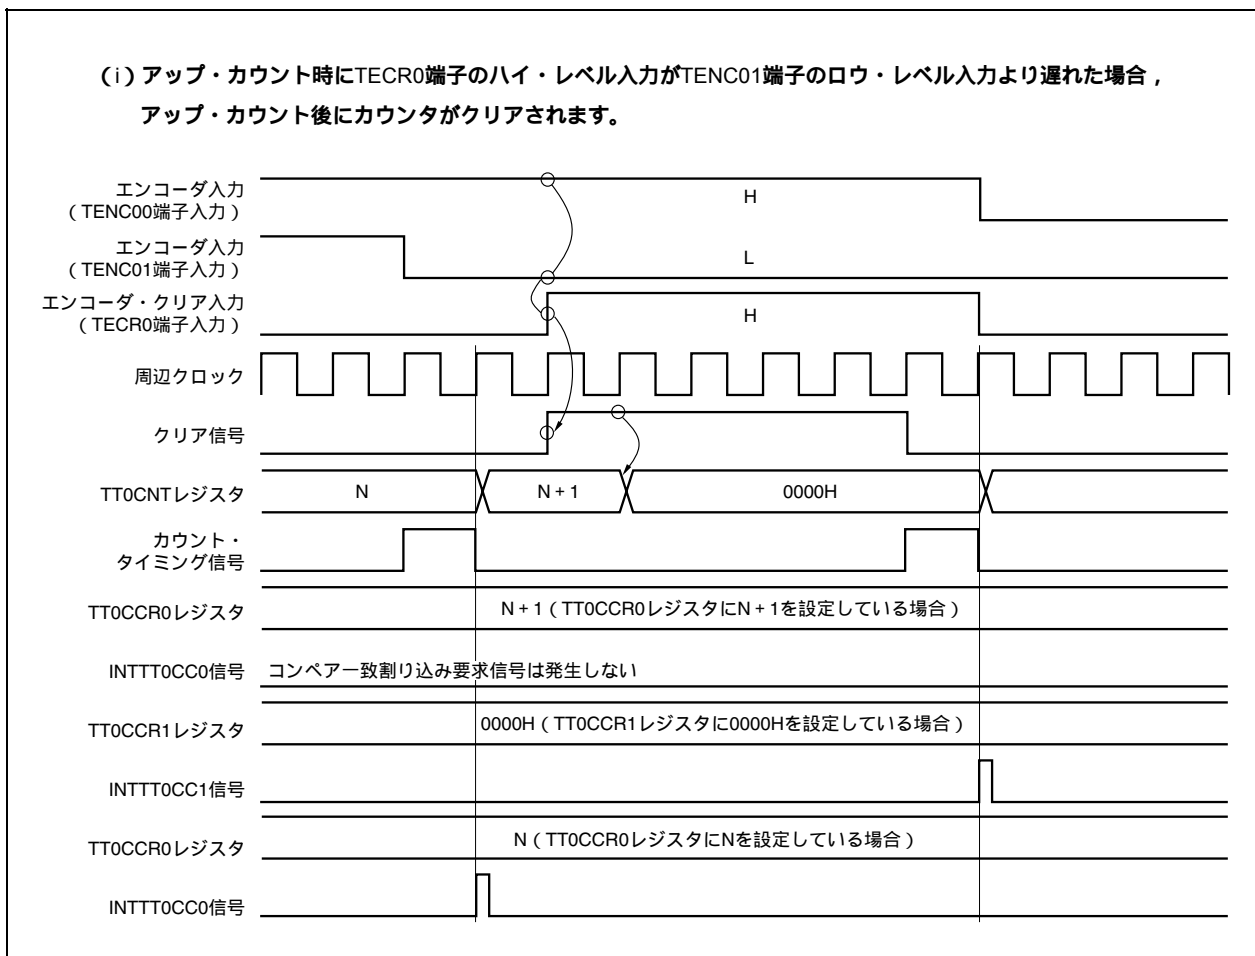 (i)アップ・カウント時にTECR0端子のハイ・レベル入力がTENC01端子のロウ・レベル入力より遅れた場合,
アップ・カウント後にカウンタがクリアされます。
エンコーダ入力
(TENC00端子入力)
H
エンコーダ入力
(TENC01端子入力)
L
エンコーダ・クリア入力
(TECR0端子入力)
H
周辺クロック
クリア信号
TT0CNTレジスタ
N
N+1
0000H
カウント・
タイミング信号
TT0CCR0レジスタ
N+1(TT0CCR0レジスタにN+1を設定している場合)
INTTT0CC0信号
コンペア一致割り込み要求信号は発生しない
TT0CCR1レジスタ
0000H(TT0CCR1レジスタに0000Hを設定している場合)
INTTT0CC1信号
TT0CCR0レジスタ
N(TT0CCR0レジスタにNを設定している場合)
INTTT0CC0信号